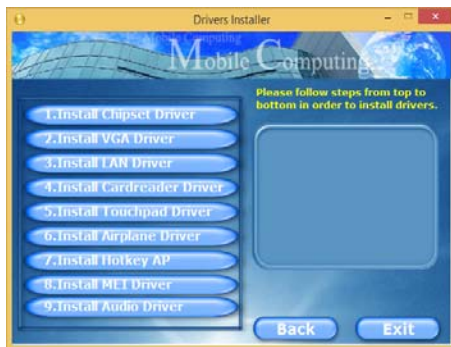 Drivers Installer
Mobile Computing
Mobile Computing
Please follow steps from top to
bottom in order to install drivers.
1.Install Chipset Driver
2.Install VGA Driver
3.Install LAN Driver
4.Install Cardreader Driver
5.Install Touchpad Driver
6.Install Airplane Driver
7.Install Hotkey AP
8.Install MEI Driver
9.Install Audio Driver
Back
Exit